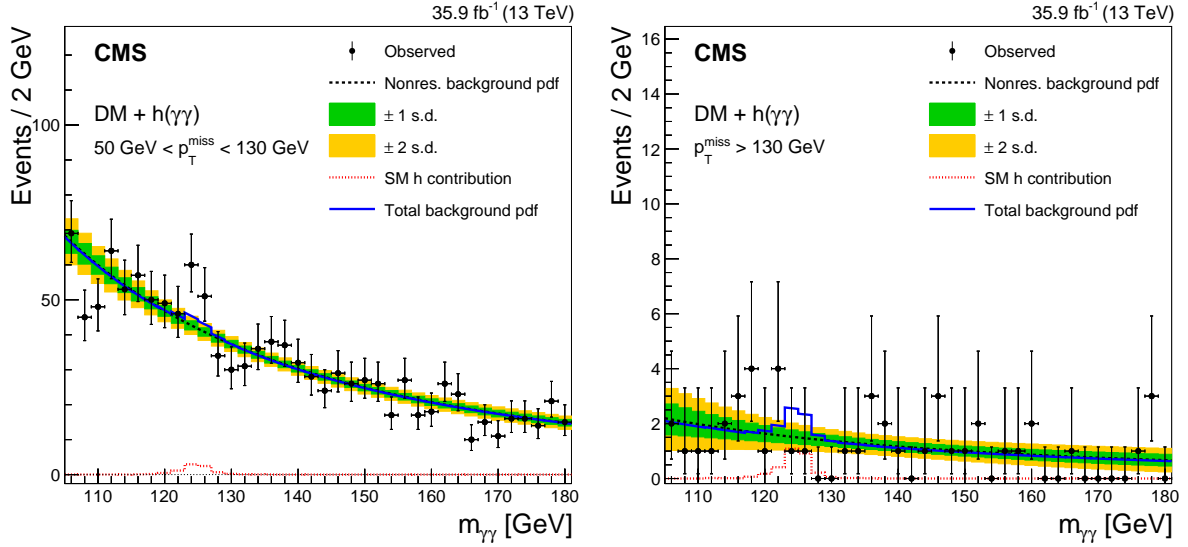 35.9 fb⁻¹ (13 TeV)
CMS
DM + h(γγ)
50 GeV < p_T^miss < 130 GeV
Observed
Nonres. background pdf
± 1 s.d.
± 2 s.d.
SM h contribution
Total background pdf
Events / 2 GeV
100
50
0
110 120 130 140 150 160 170 180
m_γγ [GeV]
35.9 fb⁻¹ (13 TeV)
CMS
DM + h(γγ)
p_T^miss > 130 GeV
Observed
Nonres. background pdf
± 1 s.d.
± 2 s.d.
SM h contribution
Total background pdf
Events / 2 GeV
16
14
12
10
8
6
4
2
0
110 120 130 140 150 160 170 180
m_γγ [GeV]